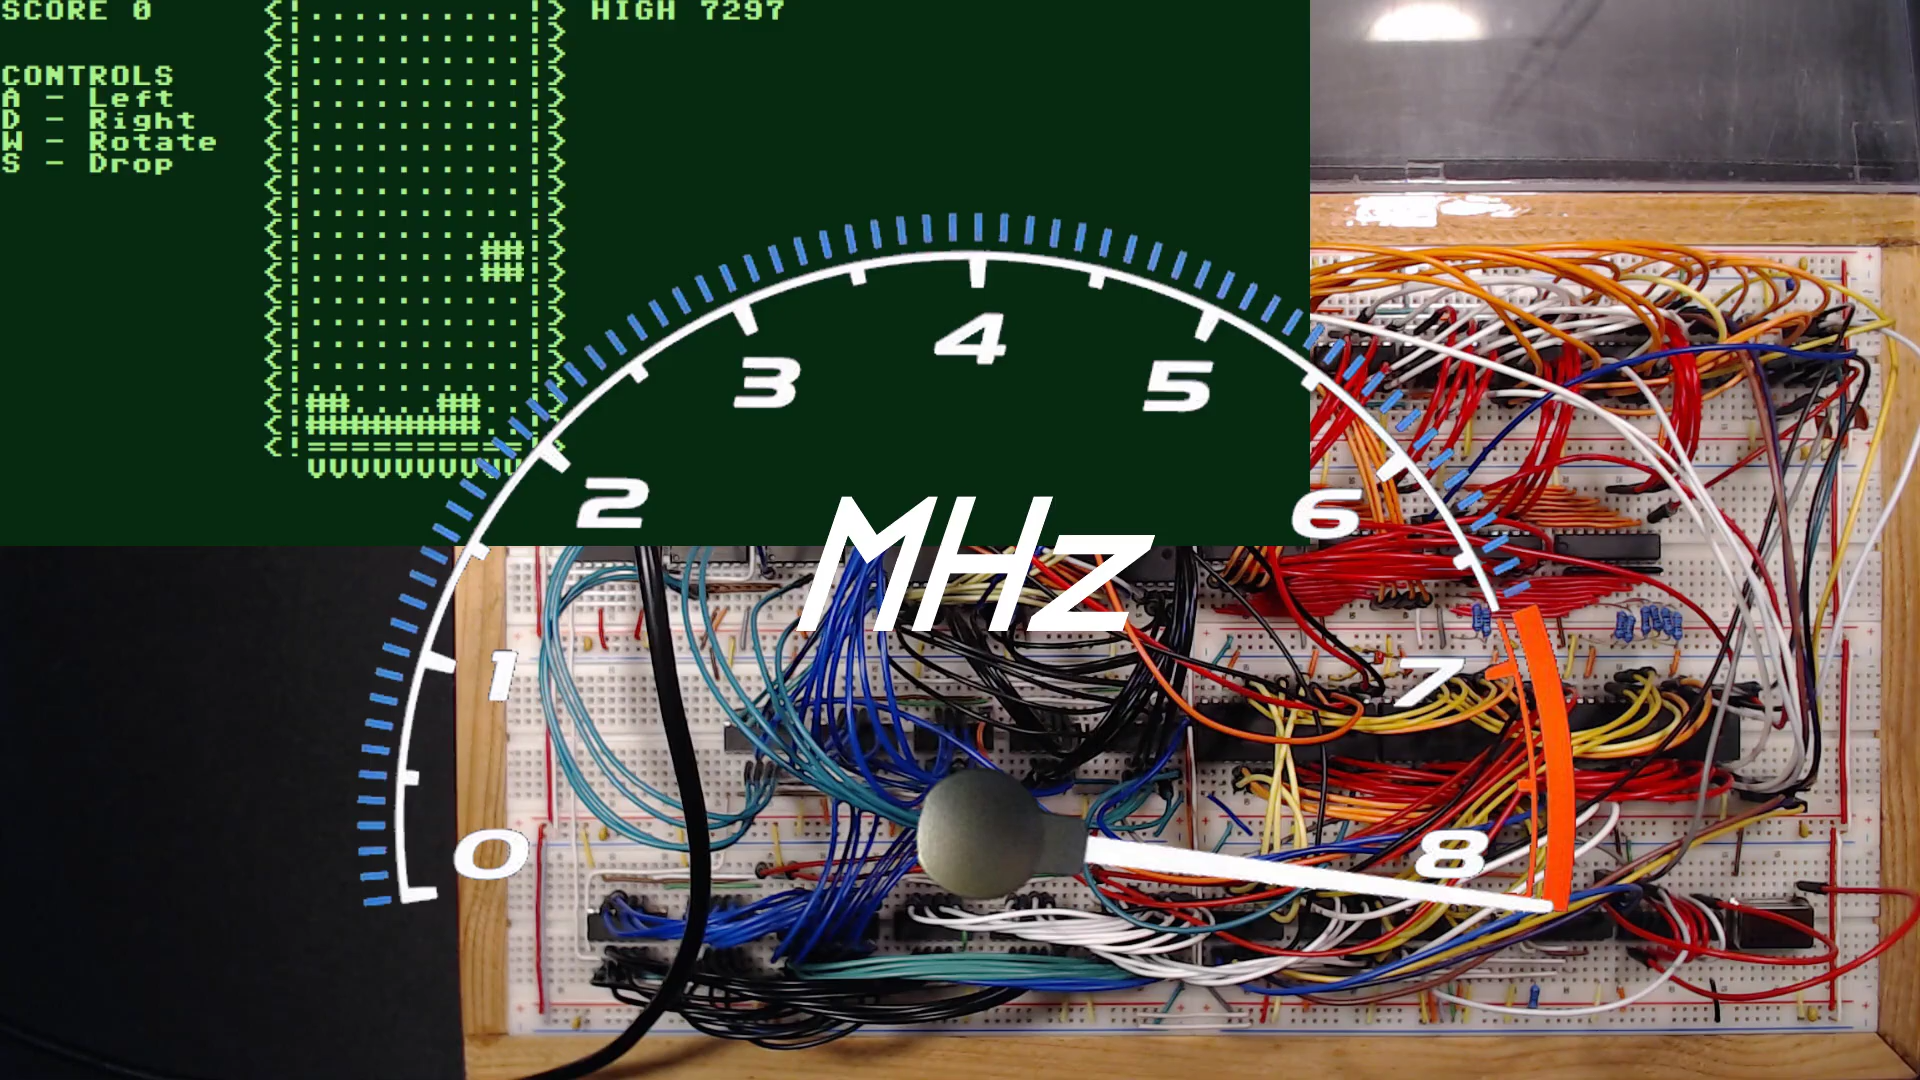 SCORE 0
HIGH 7297
CONTROLS
A - Left
D - Right
W - Rotate
S - Drop
0
1
2
3
4
5
6
7
8
MHz